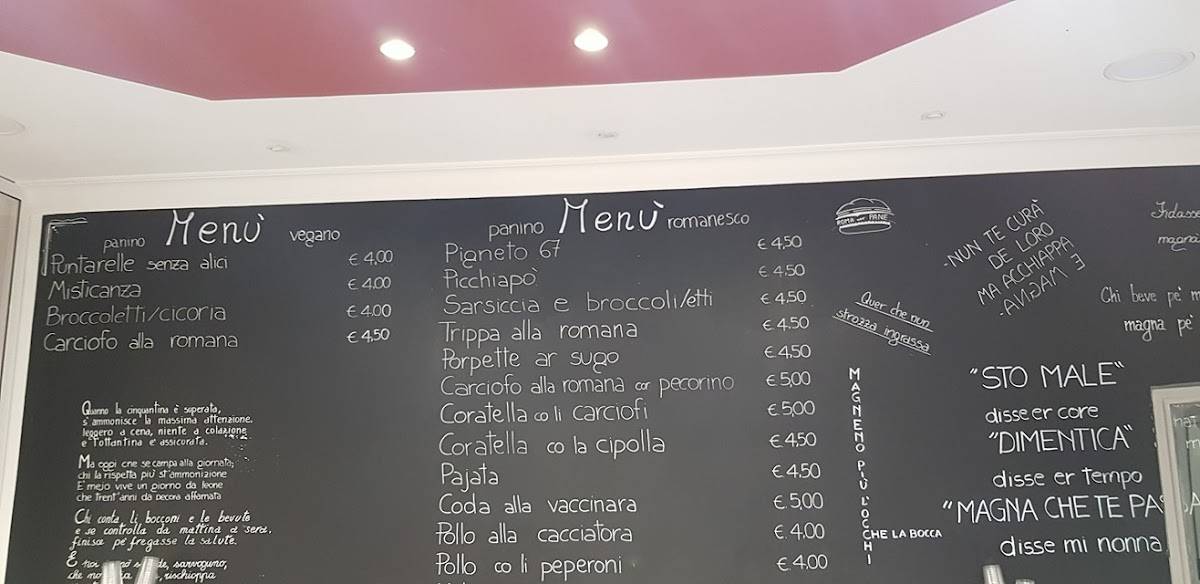 panino Menù vegano
Puntarelle senza alici € 4,00
Misticanza € 4.00
Broccoletti/cicoria € 4.00
Carciofo alla romana € 4,50
Quanno la cinquantina è superata,
s'ammonisce la massima attenzione.
leggero a cena, niente a colazione
e l'ottantina è assicurata.
Ma oggi che se campa alla giornata,
chi la rispetta più st'ammonizione
E mejo vive un giorno da leone
che trent'anni da pecora affamata
Chi conta, li bocconi e le bevute
e se controlla da mattina a sera,
finisce pe' fregasse la salute.
E noi
che rischioppa
panino Menù romanesco
Pigneto 67 € 4,50
Picchiapò € 4.50
Sarsiccia e broccoli/etti € 4,50
Trippa alla romana € 4.50
Porpette ar sugo € 4,50
Carciofo alla romana cor pecorino € 5,00
Coratella co li carciofi € 5,00
Coratella co la cipolla € 4,50
Pajata € 4,50
Coda alla vaccinara € 5,00
Pollo alla cacciatora €. 4.00
Pollo co li peperoni € 4,00
ROMA PANE
Quer che nun
strozza ingrassa
MAGNENO PIÙ L'OCCHI
CHE LA BOCCA
-NUN TE CURÀ
DE LORO
MA ACCHIAPPA
E MAGNA-
magna
Chi beve pe'
magna pe'
"STO MALE"
disse er core
"DIMENTICA"
disse er tempo
"MAGNA CHE TE PASSA
disse mi nonna